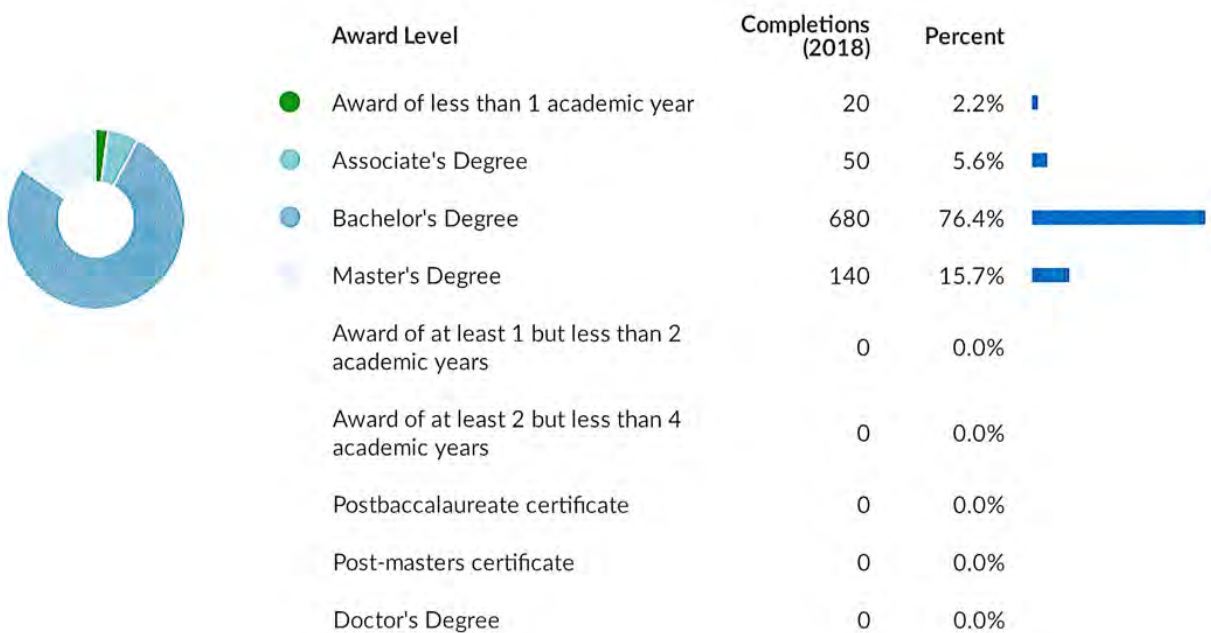 Award Level Completions (2018) Percent
Award of less than 1 academic year 20 2.2%
Associate's Degree 50 5.6%
Bachelor's Degree 680 76.4%
Master's Degree 140 15.7%
Award of at least 1 but less than 2
academic years 0 0.0%
Award of at least 2 but less than 4
academic years 0 0.0%
Postbaccalaureate certificate 0 0.0%
Post-masters certificate 0 0.0%
Doctor's Degree 0 0.0%